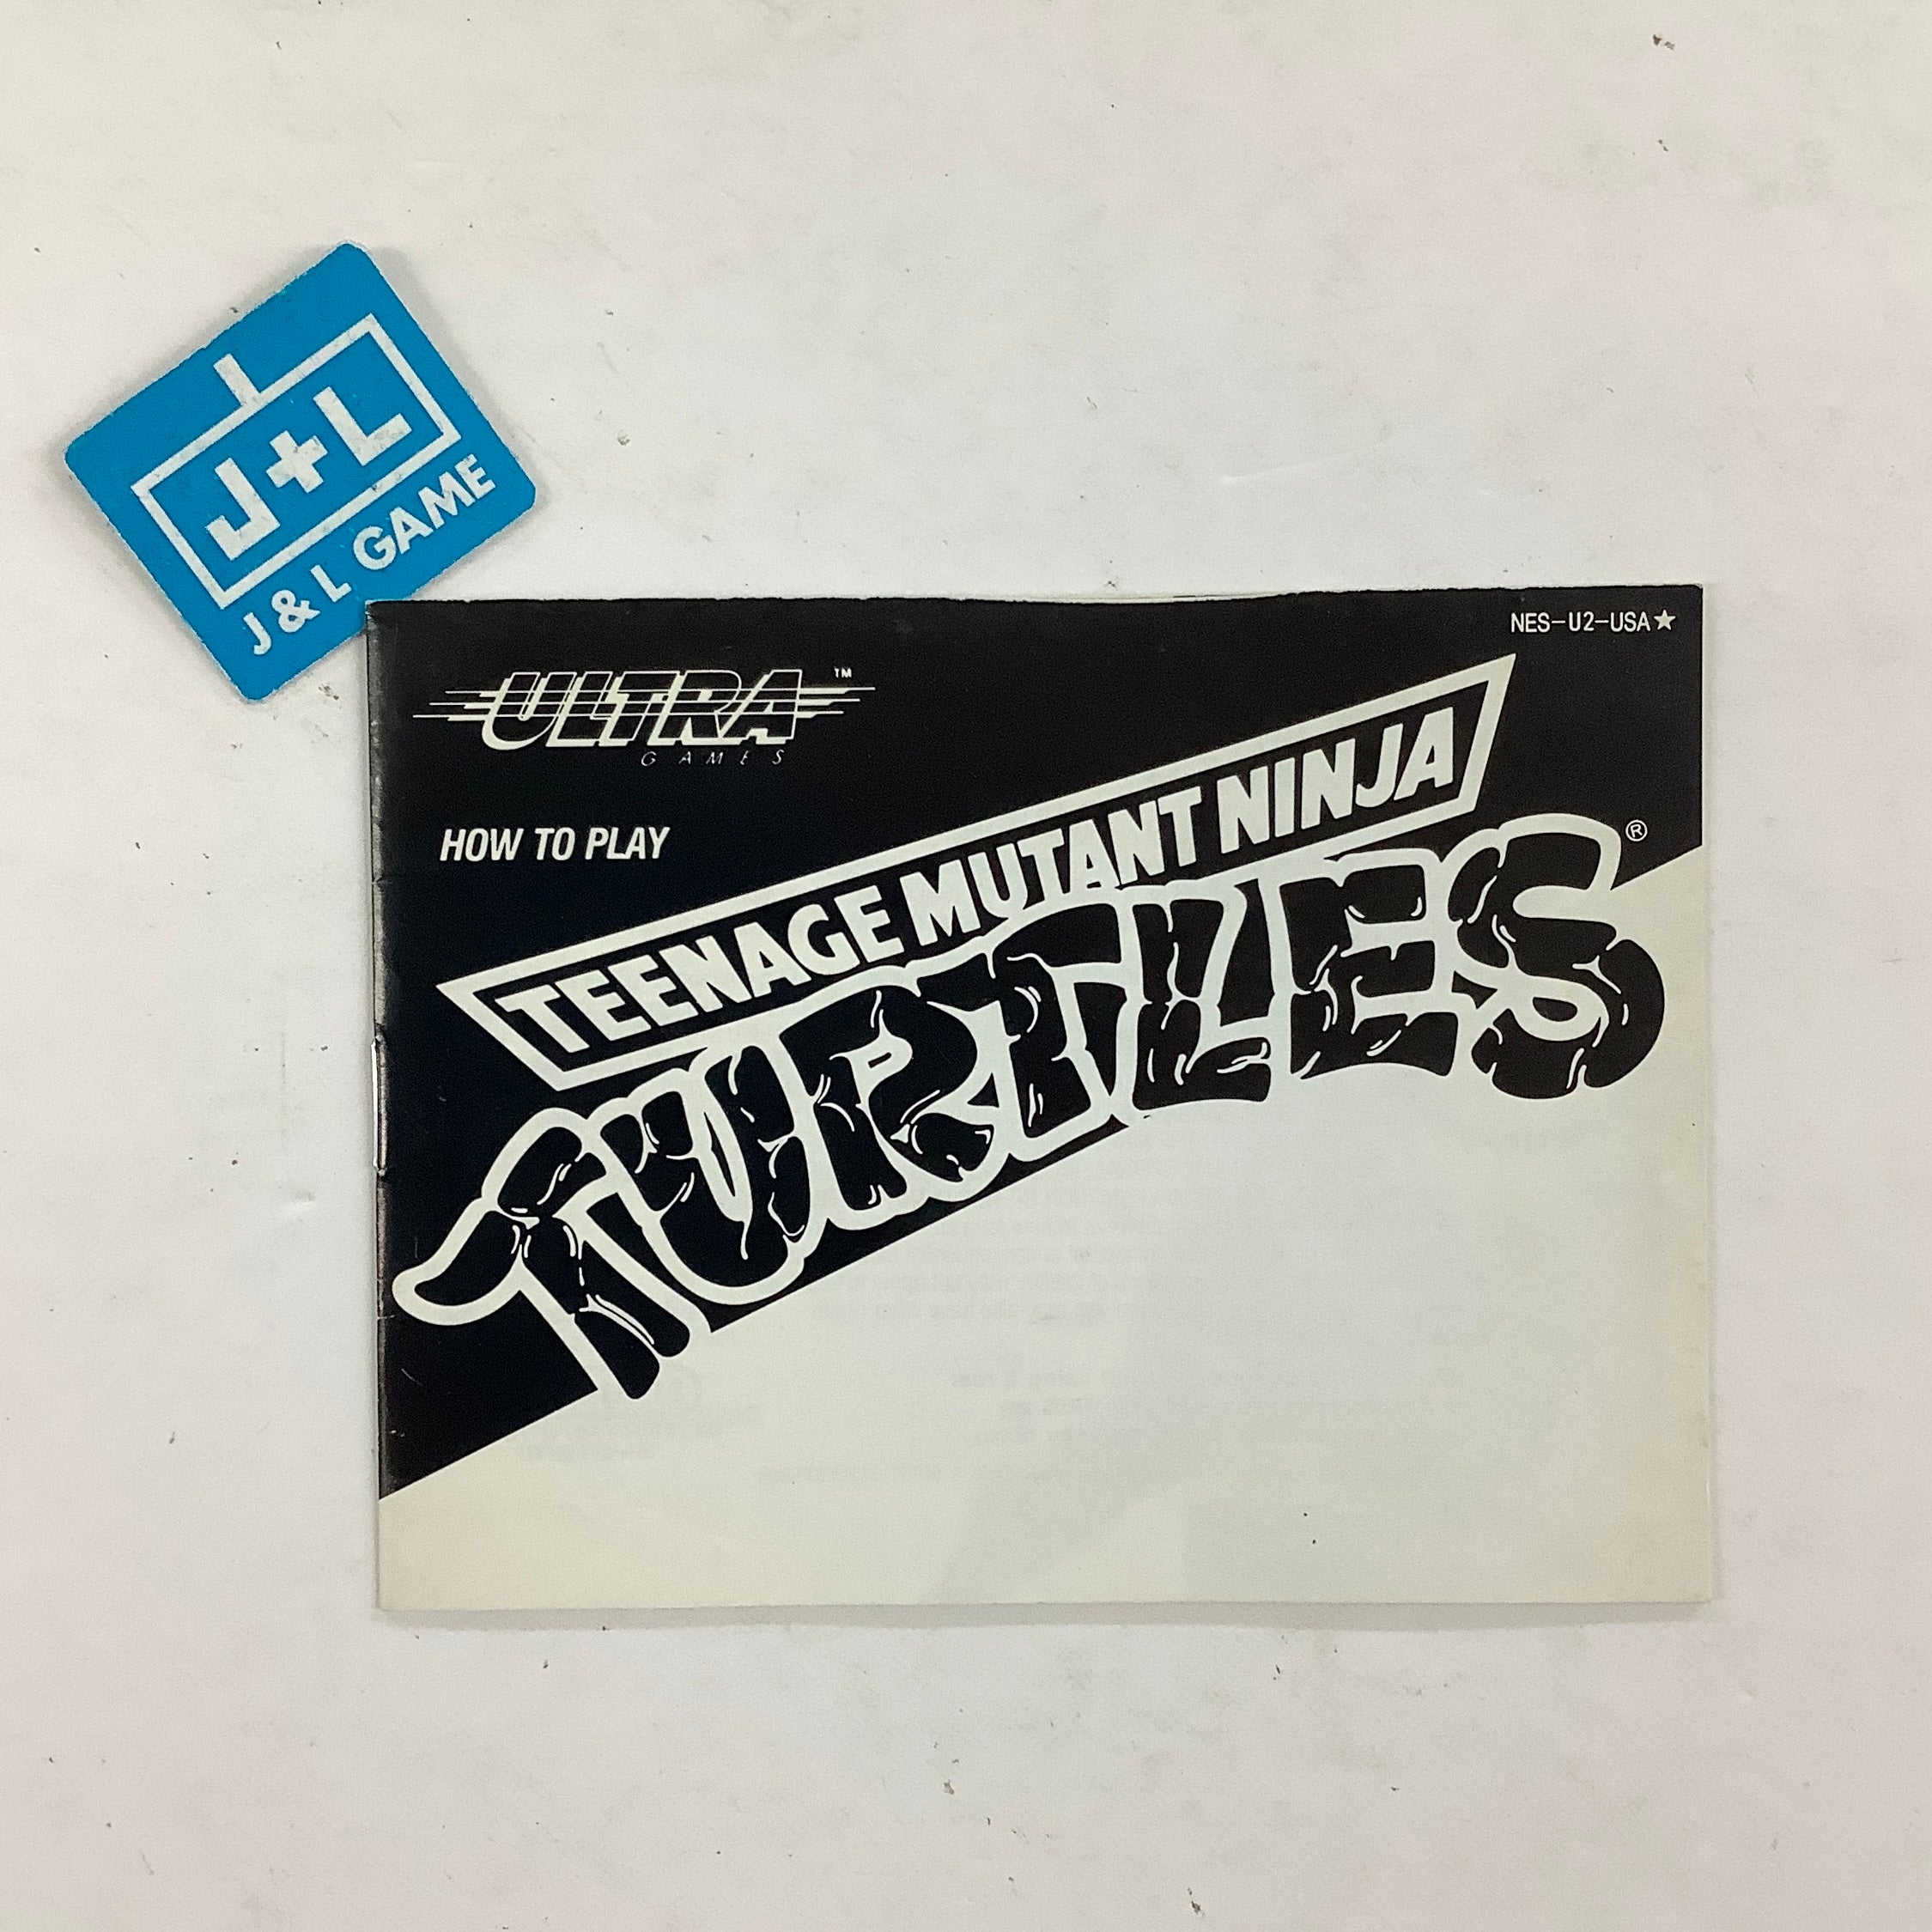 J+L
J & L GAME
NES-U2-USA★
ULTRA™
GAMES
HOW TO PLAY
TEENAGE MUTANT NINJA
TURTLES®